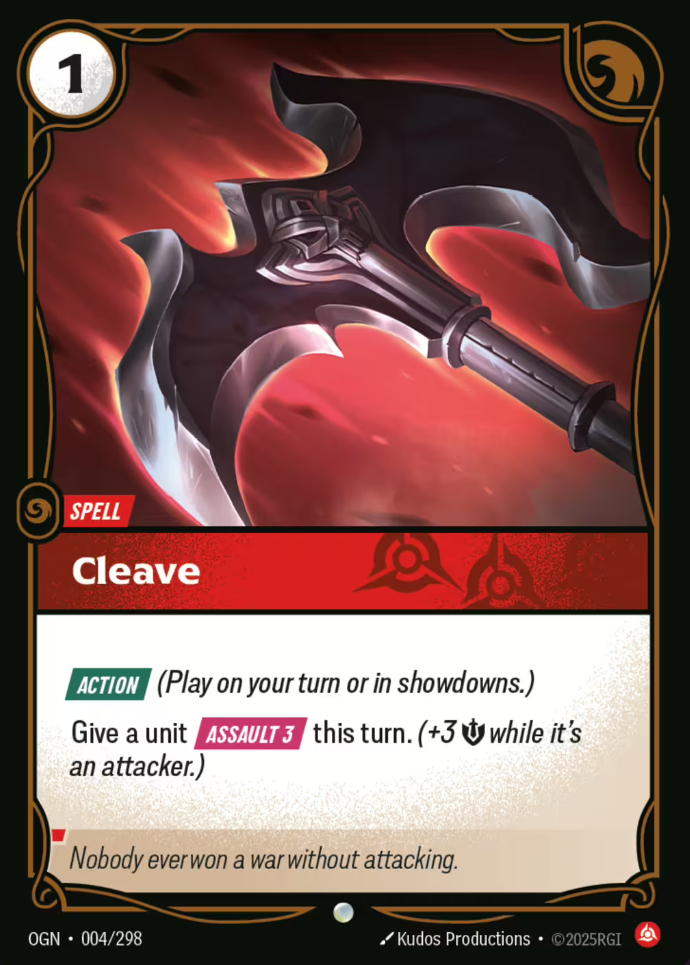 1
SPELL
Cleave
ACTION (Play on your turn or in showdowns.)
Give a unit ASSAULT 3 this turn. (+3 while it's
an attacker.)
Nobody ever won a war without attacking.
OGN • 004/298
Kudos Productions • ©2025RGI